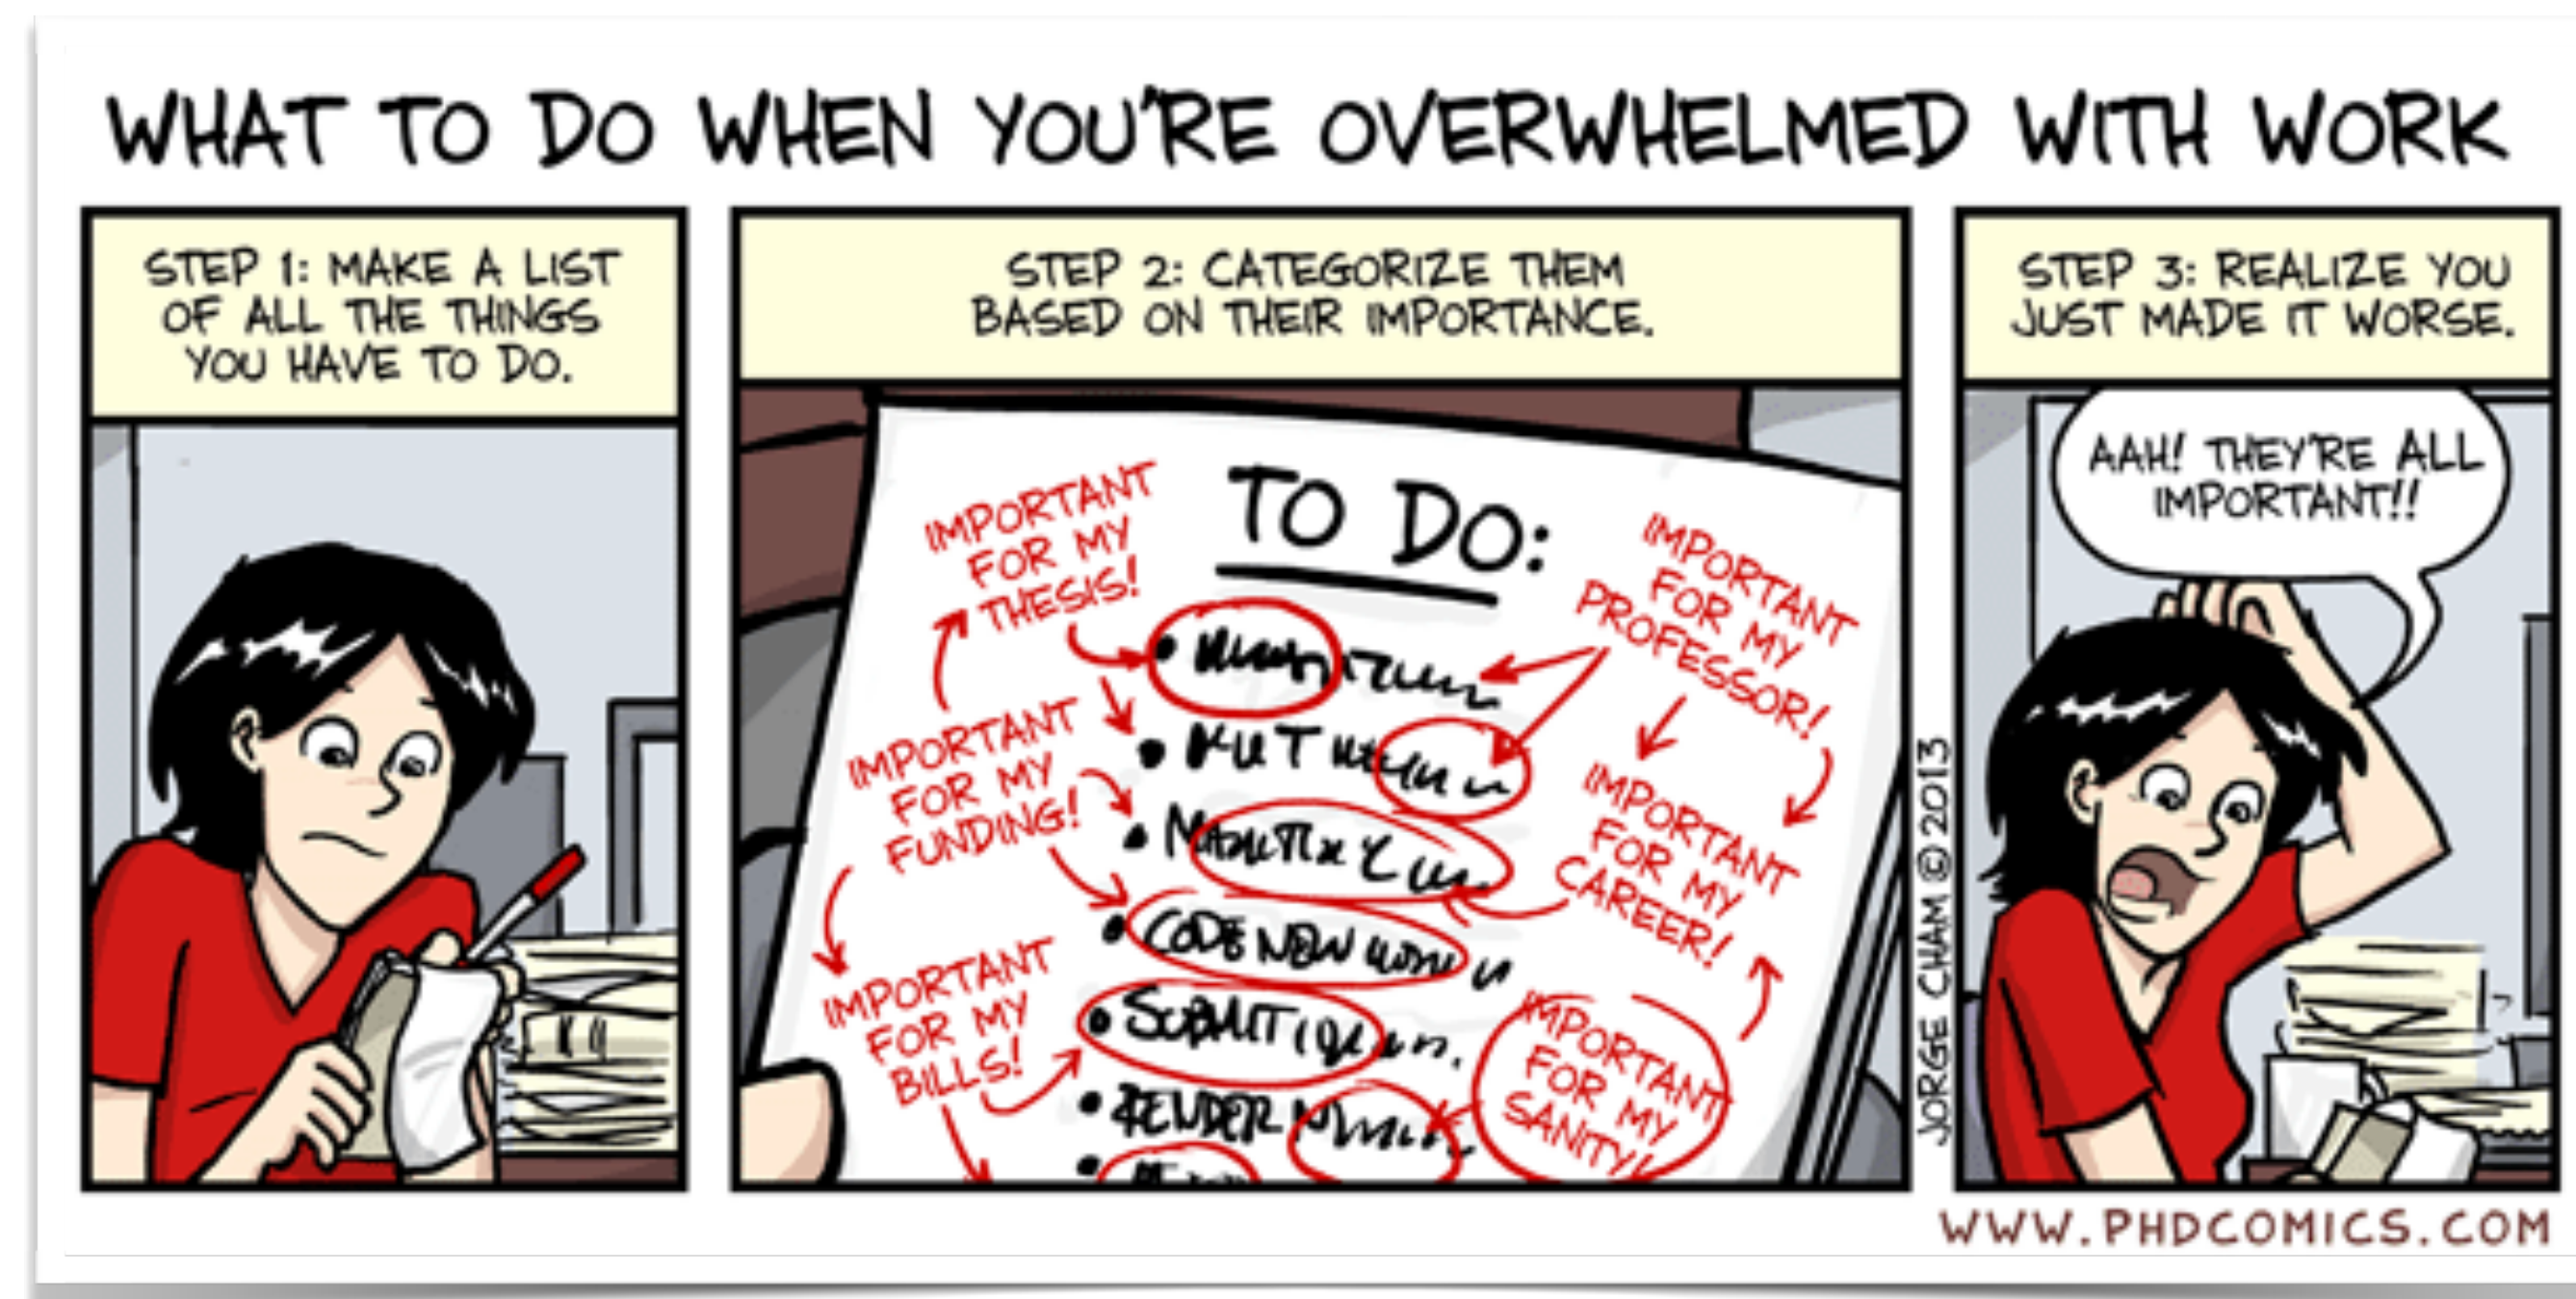 WHAT TO DO WHEN YOU'RE OVERWHELMED WITH WORK
STEP 1: MAKE A LIST
OF ALL THE THINGS
YOU HAVE TO DO.
STEP 2: CATEGORIZE THEM
BASED ON THEIR IMPORTANCE.
TO DO:
IMPORTANT
FOR MY
THESIS!
IMPORTANT
FOR MY
PROFESSOR!
IMPORTANT
FOR MY
FUNDING!
IMPORTANT
FOR MY
CAREER!
IMPORTANT
FOR MY
BILLS!
IMPORTANT
FOR MY
SANITY!
• CODE NEW
• SUBMIT
• RENDER
STEP 3: REALIZE YOU
JUST MADE IT WORSE.
AAH! THEY'RE ALL
IMPORTANT!!
JORGE CHAM © 2013
WWW.PHDCOMICS.COM